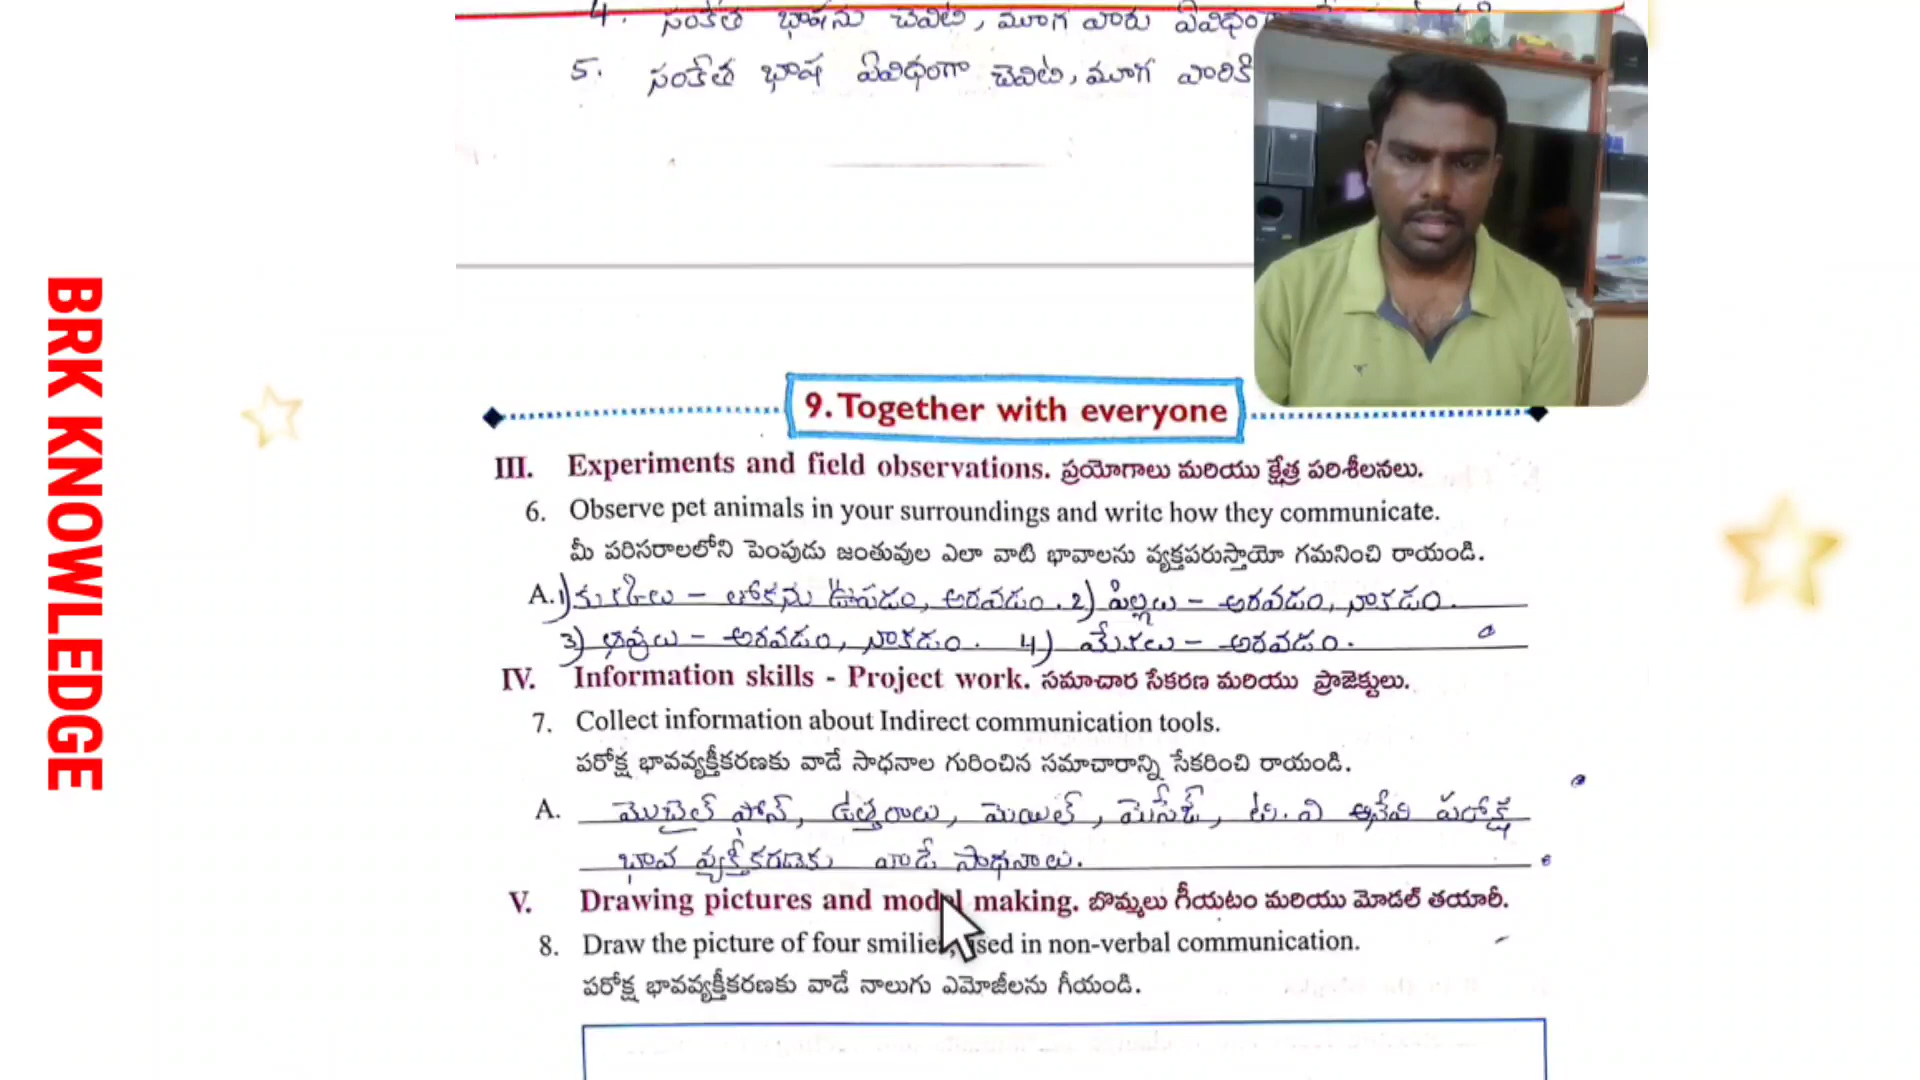 4. సంకేత భాషను చెవిటి, మూగ వారు ఏవిధం
5. సంకేత భాష ఏవిధంగా చెవిటి, మూగ వారికి
BRK KNOWLEDGE
9. Together with everyone
III. Experiments and field observations. ప్రయోగాలు మరియు క్షేత్ర పరిశీలనలు.
6. Observe pet animals in your surroundings and write how they communicate.
మీ పరిసరాలలోని పెంపుడు జంతువుల ఎలా వాటి భావాలను వ్యక్తపరుస్తాయో గమనించి రాయండి.
A. 1) కుక్కలు - తోకను ఊపడం, అరవడం. 2) పిల్లులు - అరవడం, నాకడం.
3) ఆవులు - అరవడం, నాకడం. 4) మేకలు - అరవడం.
IV. Information skills - Project work. సమాచార సేకరణ మరియు ప్రాజెక్టులు.
7. Collect information about Indirect communication tools.
పరోక్ష భావవ్యక్తీకరణకు వాడే సాధనాల గురించిన సమాచారాన్ని సేకరించి రాయండి.
A. మొబైల్ ఫోన్, ఉత్తరాలు, మెయిల్, మెసేజ్, టి.వి అనేవి పరోక్ష
భావ వ్యక్తీకరణకు వాడే సాధనాలు.
V. Drawing pictures and model making. బొమ్మలు గీయటం మరియు మోడల్ తయారీ.
8. Draw the picture of four smilies, used in non-verbal communication.
పరోక్ష భావవ్యక్తీకరణకు వాడే నాలుగు ఎమోజీలను గీయండి.